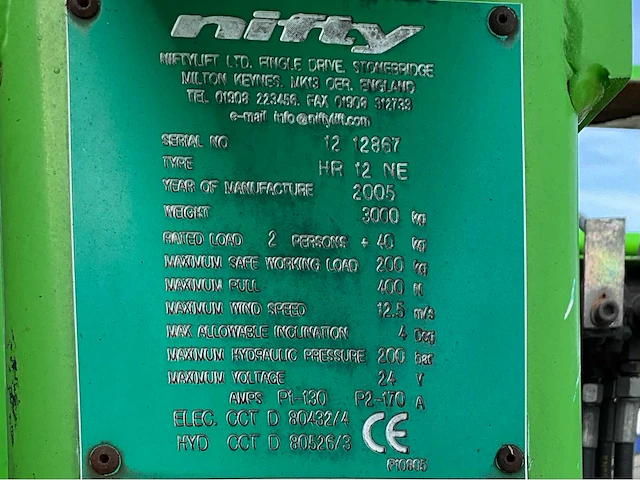 nifty
NIFTYLIFT LTD. FINGLE DRIVE, STONEBRIDGE
MILTON KEYNES, MK13 0ER, ENGLAND
TEL 01908 223456. FAX 01908 312733
e-mail info@niftylift.com
SERIAL NO 12 12867
TYPE HR 12 NE
YEAR OF MANUFACTURE 2005
WEIGHT 3000 kg
RATED LOAD 2 PERSONS + 40 kg
MAXIMUM SAFE WORKING LOAD 200 kg
MAXIMUM PULL 400 N
MAXIMUM WIND SPEED 12.5 m/s
MAX ALLOWABLE INCLINATION 4 Deg
MAXIMUM HYDRAULIC PRESSURE 200 bar
MAXIMUM VOLTAGE 24 V
AMPS P1-130 P2-170 A
ELEC. CCT D 80432/4
HYD CCT D 80526/3 CE
P10605